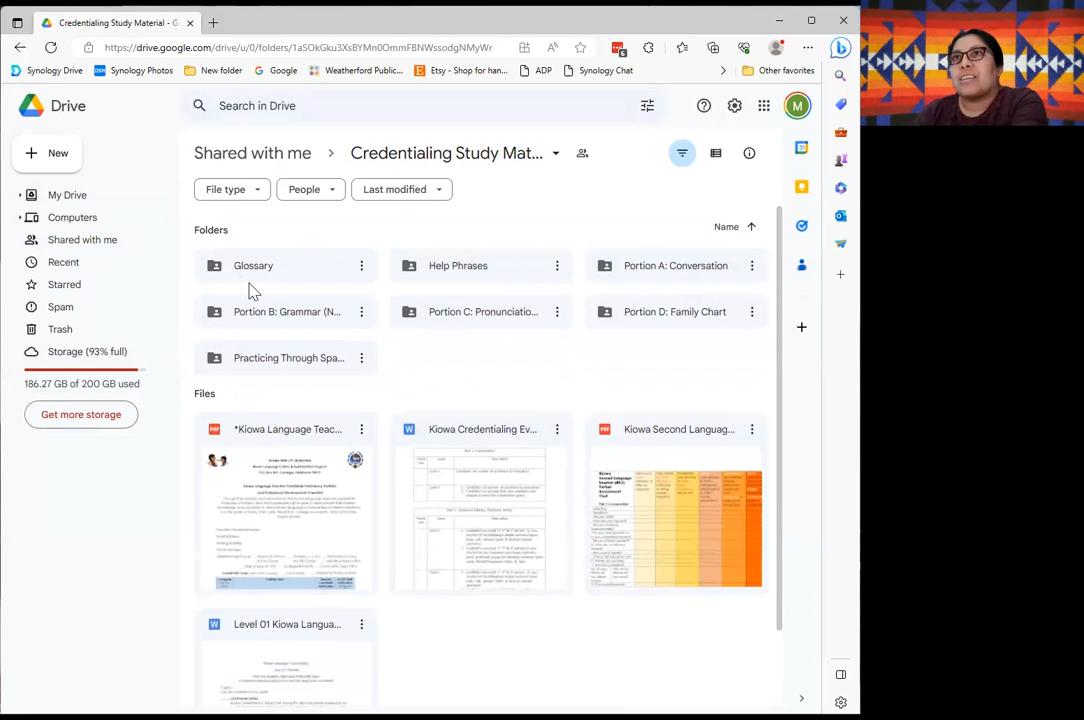 Credentialing Study Material - G
https://drive.google.com/drive/u/0/folders/1aSOkGku3XsBYMn0OmmFBNWssodgNMyWr
6
Synology Drive
DSM Synology Photos
New folder
Google
Weatherford Public...
Etsy - Shop for han...
ADP
Synology Chat
Other favorites
Drive
Search in Drive
M
New
My Drive
Computers
Shared with me
Recent
Starred
Spam
Trash
Storage (93% full)
186.27 GB of 200 GB used
Get more storage
Shared with me
Credentialing Study Mat...
File type
People
Last modified
Folders
Name
Glossary
Help Phrases
Portion A: Conversation
Portion B: Grammar (N...
Portion C: Pronunciatio...
Portion D: Family Chart
Practicing Through Spa...
Files
PDF *Kiowa Language Teac...
W Kiowa Credentialing Ev...
PDF Kiowa Second Languag...
W Level 01 Kiowa Langua...
31